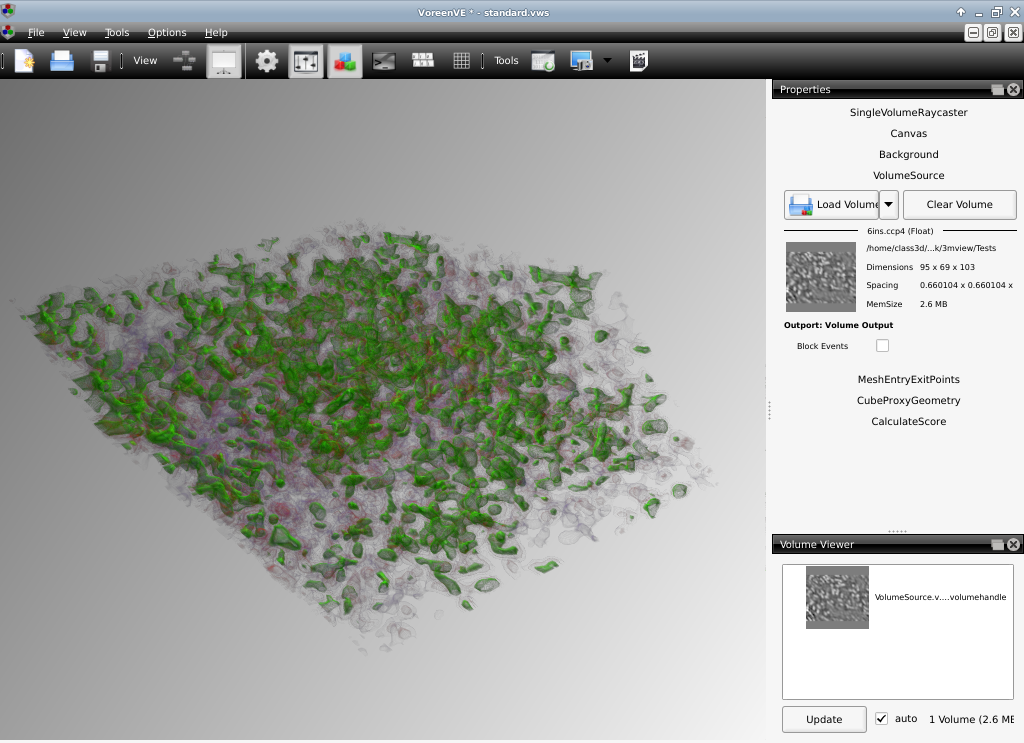 VoreenVE * - standard.vws
File View Tools Options Help
View Tools
Properties
SingleVolumeRaycaster
Canvas
Background
VolumeSource
Load Volume Clear Volume
6ins.ccp4 (Float)
/home/class3d/...k/3mview/Tests
Dimensions 95 x 69 x 103
Spacing 0.660104 x 0.660104 x
MemSize 2.6 MB
Outport: Volume Output
Block Events
MeshEntryExitPoints
CubeProxyGeometry
CalculateScore
Volume Viewer
VolumeSource.v....volumehandle
Update auto 1 Volume (2.6 ME